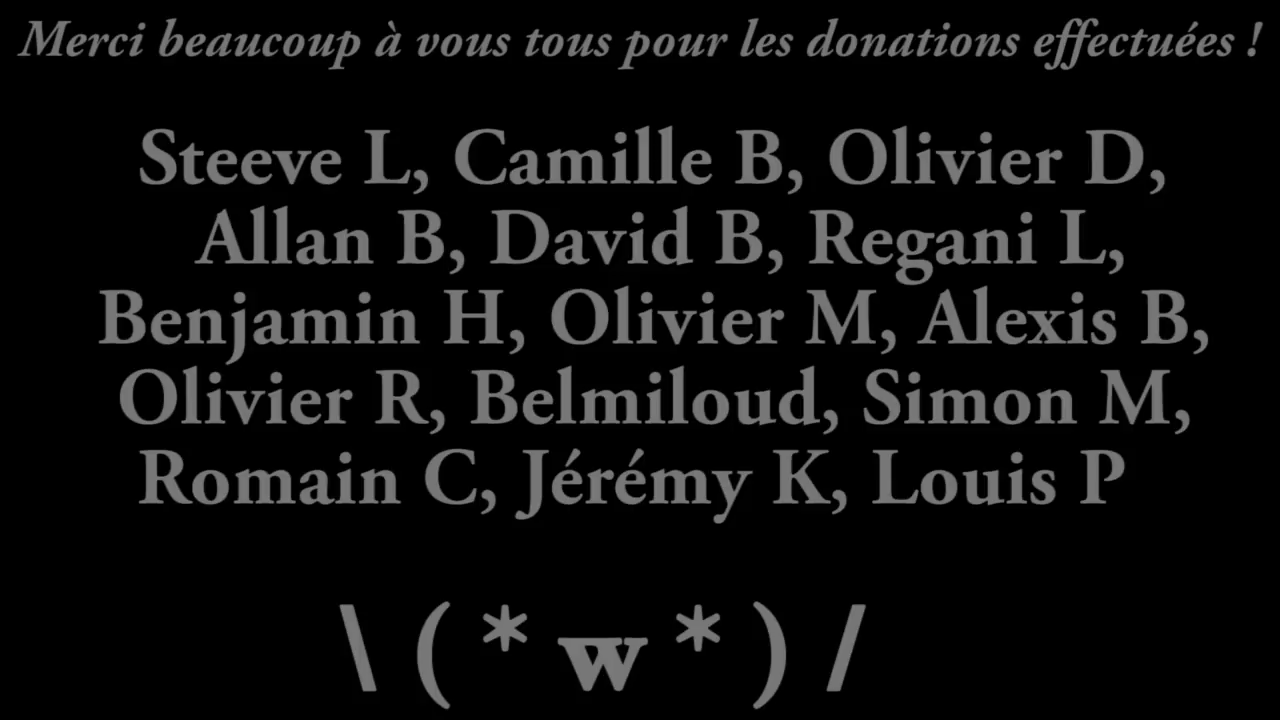 Merci beaucoup à vous tous pour les donations effectuées !
Steeve L, Camille B, Olivier D,
Allan B, David B, Regani L,
Benjamin H, Olivier M, Alexis B,
Olivier R, Belmiloud, Simon M,
Romain C, Jérémy K, Louis P
\ ( * w * ) /